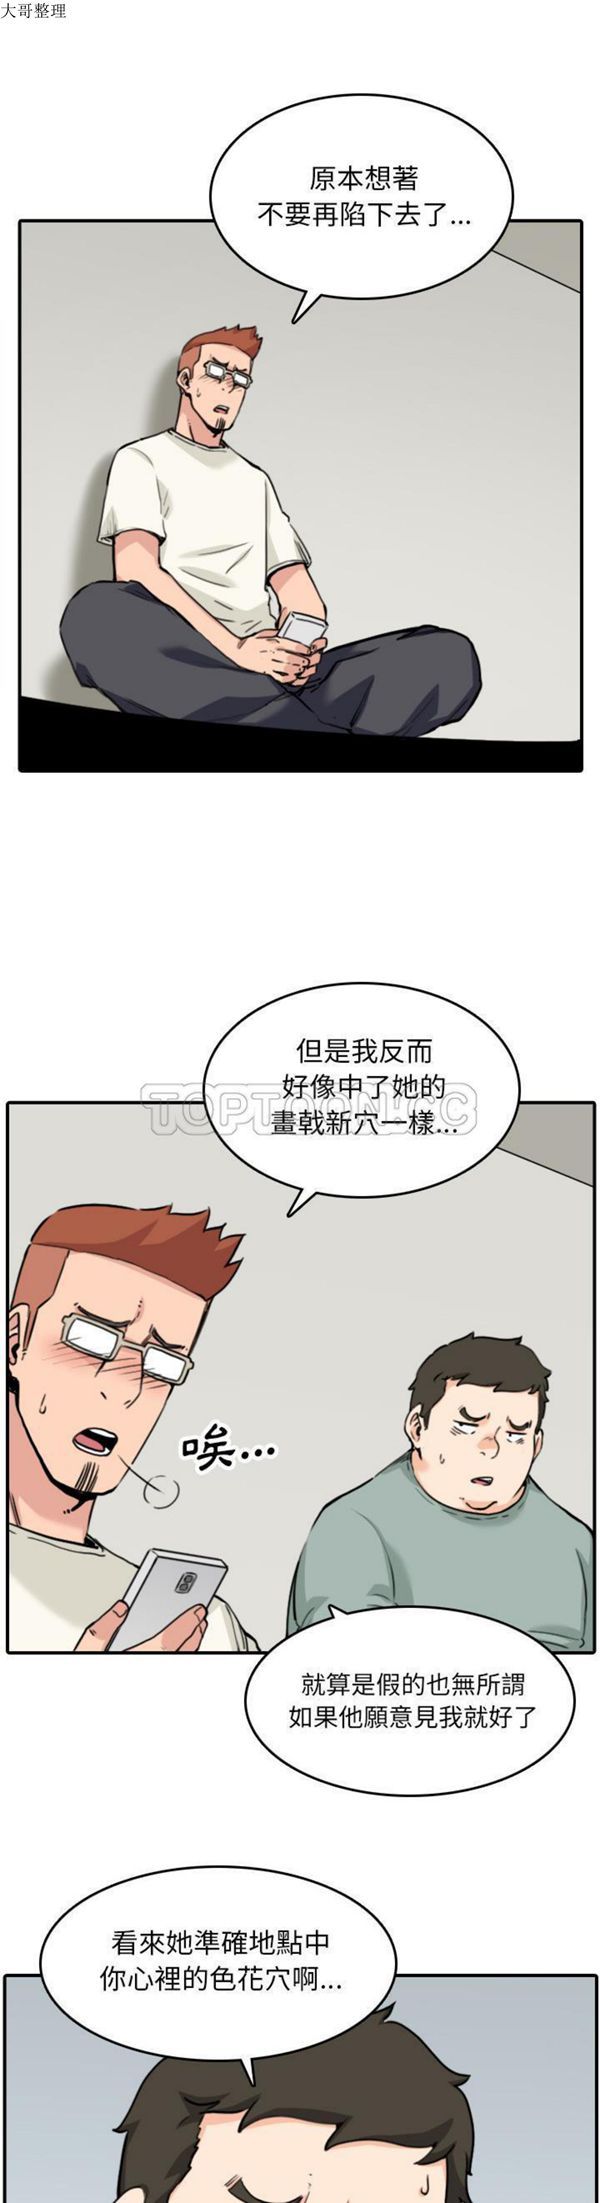 大哥整理
原本想著
不要再陷下去了...
但是我反而
好像中了她的
畫戟新穴一樣...
TOPTOON.CC
唉...
就算是假的也無所謂
如果他願意見我就好了
看來她準確地點中
你心裡的色花穴啊...